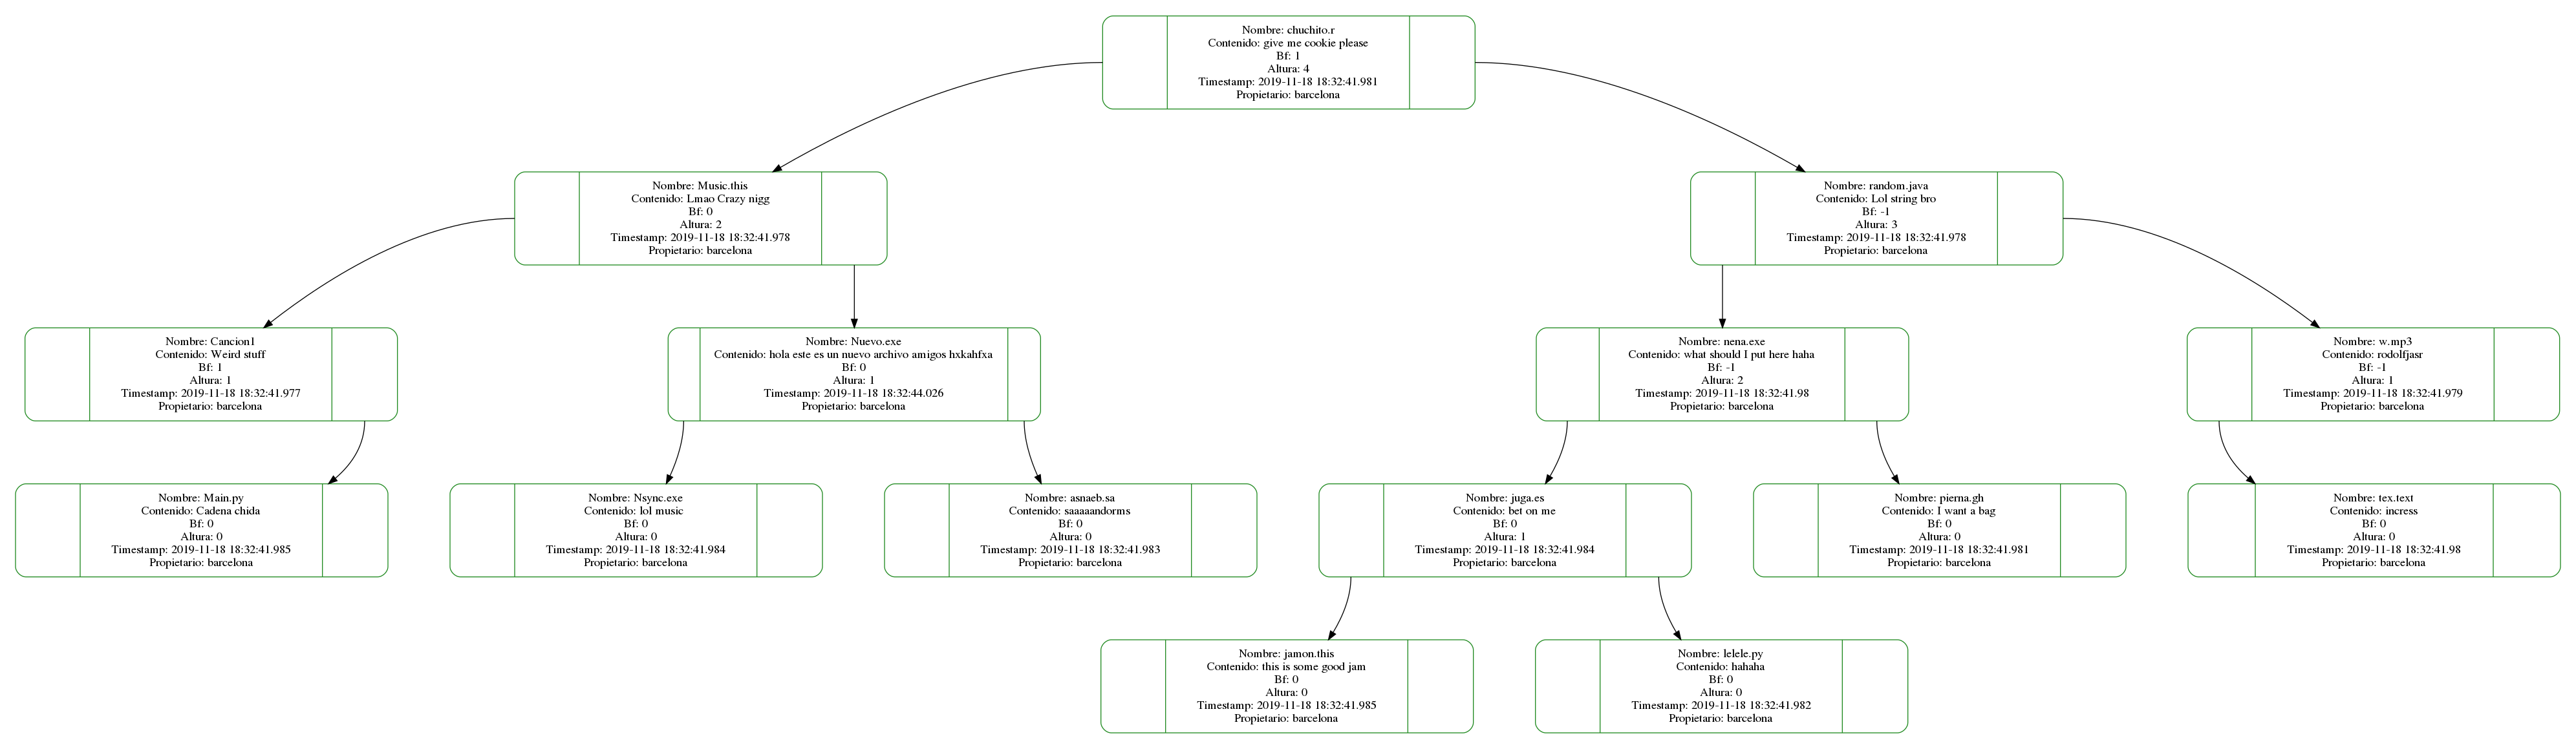 Nombre: chuchito.r
Contenido: give me cookie please
Bf: 1
Altura: 4
Timestamp: 2019-11-18 18:32:41.981
Propietario: barcelona
Nombre: Music.this
Contenido: Lmao Crazy nigg
Bf: 0
Altura: 2
Timestamp: 2019-11-18 18:32:41.978
Propietario: barcelona
Nombre: random.java
Contenido: Lol string bro
Bf: -1
Altura: 3
Timestamp: 2019-11-18 18:32:41.978
Propietario: barcelona
Nombre: Cancion1
Contenido: Weird stuff
Bf: 1
Altura: 1
Timestamp: 2019-11-18 18:32:41.977
Propietario: barcelona
Nombre: Nuevo.exe
Contenido: hola este es un nuevo archivo amigos hxkahfxa
Bf: 0
Altura: 1
Timestamp: 2019-11-18 18:32:44.026
Propietario: barcelona
Nombre: nena.exe
Contenido: what should I put here haha
Bf: -1
Altura: 2
Timestamp: 2019-11-18 18:32:41.98
Propietario: barcelona
Nombre: w.mp3
Contenido: rodolfjasr
Bf: -1
Altura: 1
Timestamp: 2019-11-18 18:32:41.979
Propietario: barcelona
Nombre: Main.py
Contenido: Cadena chida
Bf: 0
Altura: 0
Timestamp: 2019-11-18 18:32:41.985
Propietario: barcelona
Nombre: Nsync.exe
Contenido: lol music
Bf: 0
Altura: 0
Timestamp: 2019-11-18 18:32:41.984
Propietario: barcelona
Nombre: asnaeb.sa
Contenido: saaaaandorms
Bf: 0
Altura: 0
Timestamp: 2019-11-18 18:32:41.983
Propietario: barcelona
Nombre: juga.es
Contenido: bet on me
Bf: 0
Altura: 1
Timestamp: 2019-11-18 18:32:41.984
Propietario: barcelona
Nombre: pierna.gh
Contenido: I want a bag
Bf: 0
Altura: 0
Timestamp: 2019-11-18 18:32:41.981
Propietario: barcelona
Nombre: tex.text
Contenido: incress
Bf: 0
Altura: 0
Timestamp: 2019-11-18 18:32:41.98
Propietario: barcelona
Nombre: jamon.this
Contenido: this is some good jam
Bf: 0
Altura: 0
Timestamp: 2019-11-18 18:32:41.985
Propietario: barcelona
Nombre: lelele.py
Contenido: hahaha
Bf: 0
Altura: 0
Timestamp: 2019-11-18 18:32:41.982
Propietario: barcelona